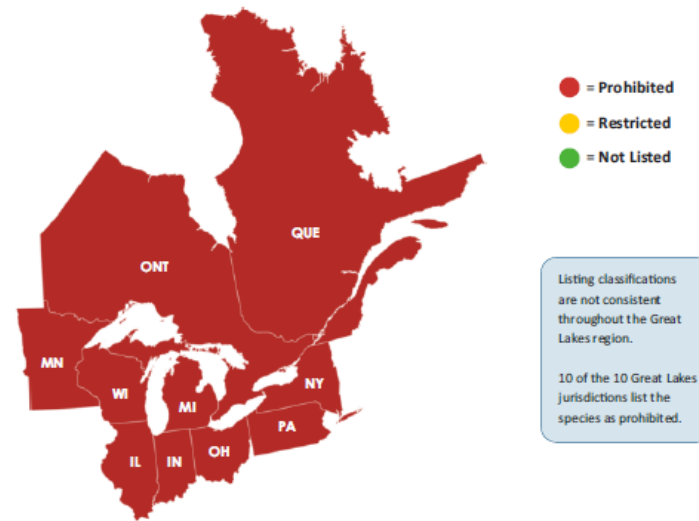 = Prohibited
= Restricted
= Not Listed
QUE
ONT
MN
WI
MI
NY
PA
IL
IN
OH
Listing classifications
are not consistent
throughout the Great
Lakes region.
10 of the 10 Great Lakes
jurisdictions list the
species as prohibited.